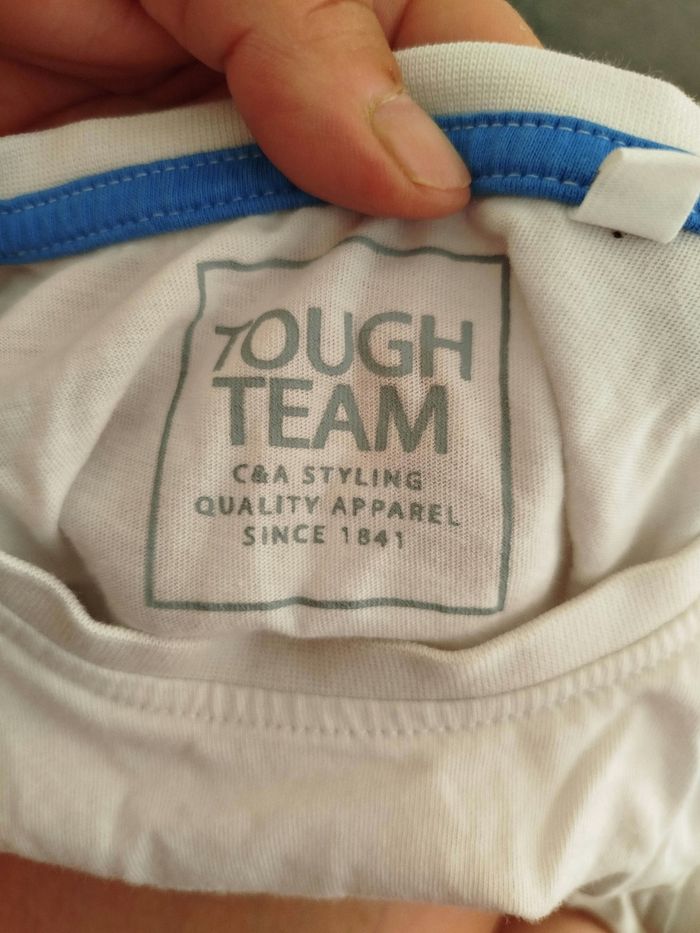 TOUGH
TEAM
C&A STYLING
QUALITY APPAREL
SINCE 1841